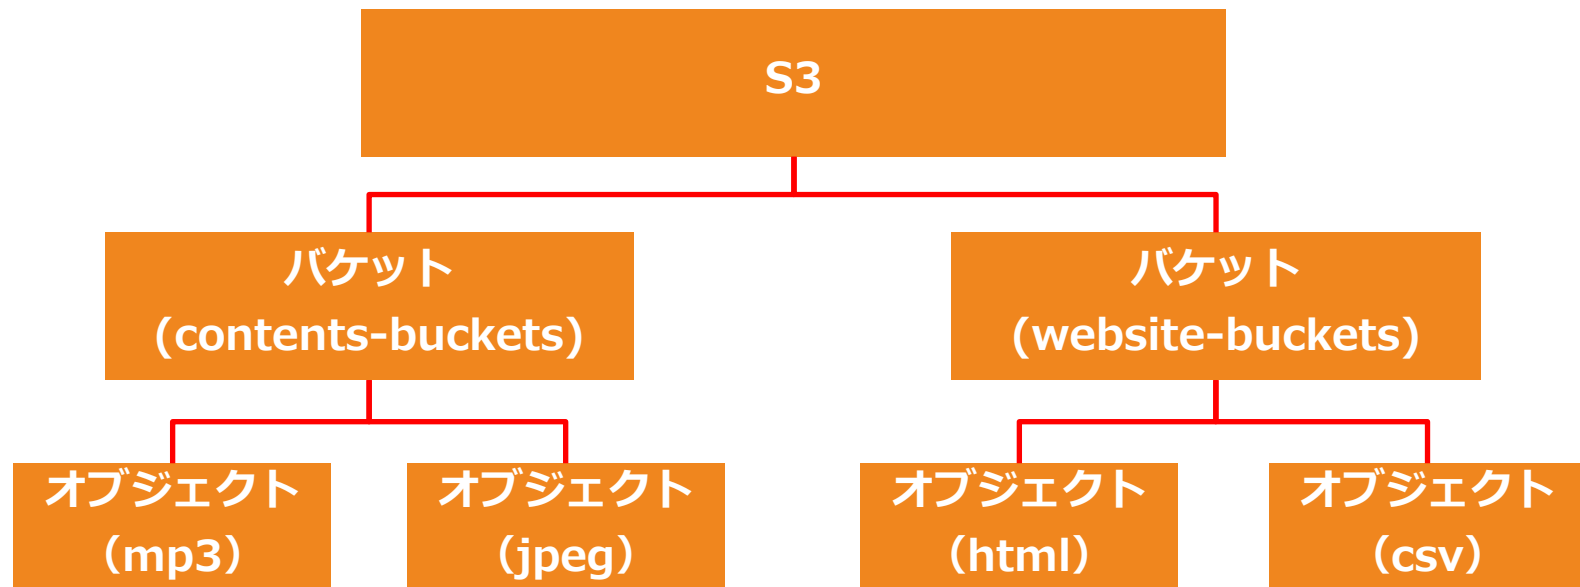 S3
バケット
(contents-buckets)
バケット
(website-buckets)
オブジェクト
（mp3）
オブジェクト
（jpeg）
オブジェクト
（html）
オブジェクト
（csv）